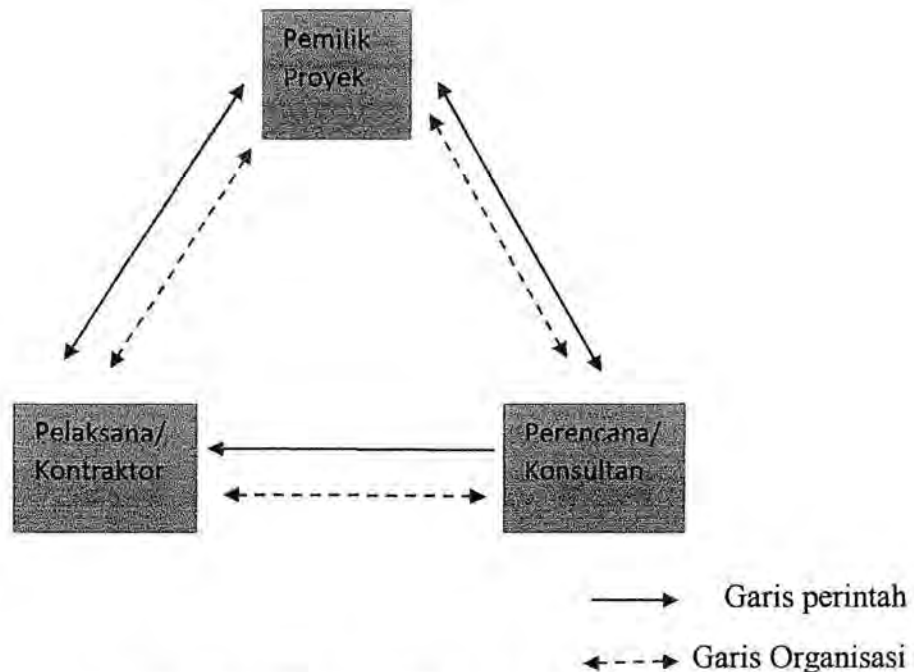 Pemilik
Proyek
Pelaksana/
Kontraktor
Perencana/
Konsultan
Garis perintah
Garis Organisasi